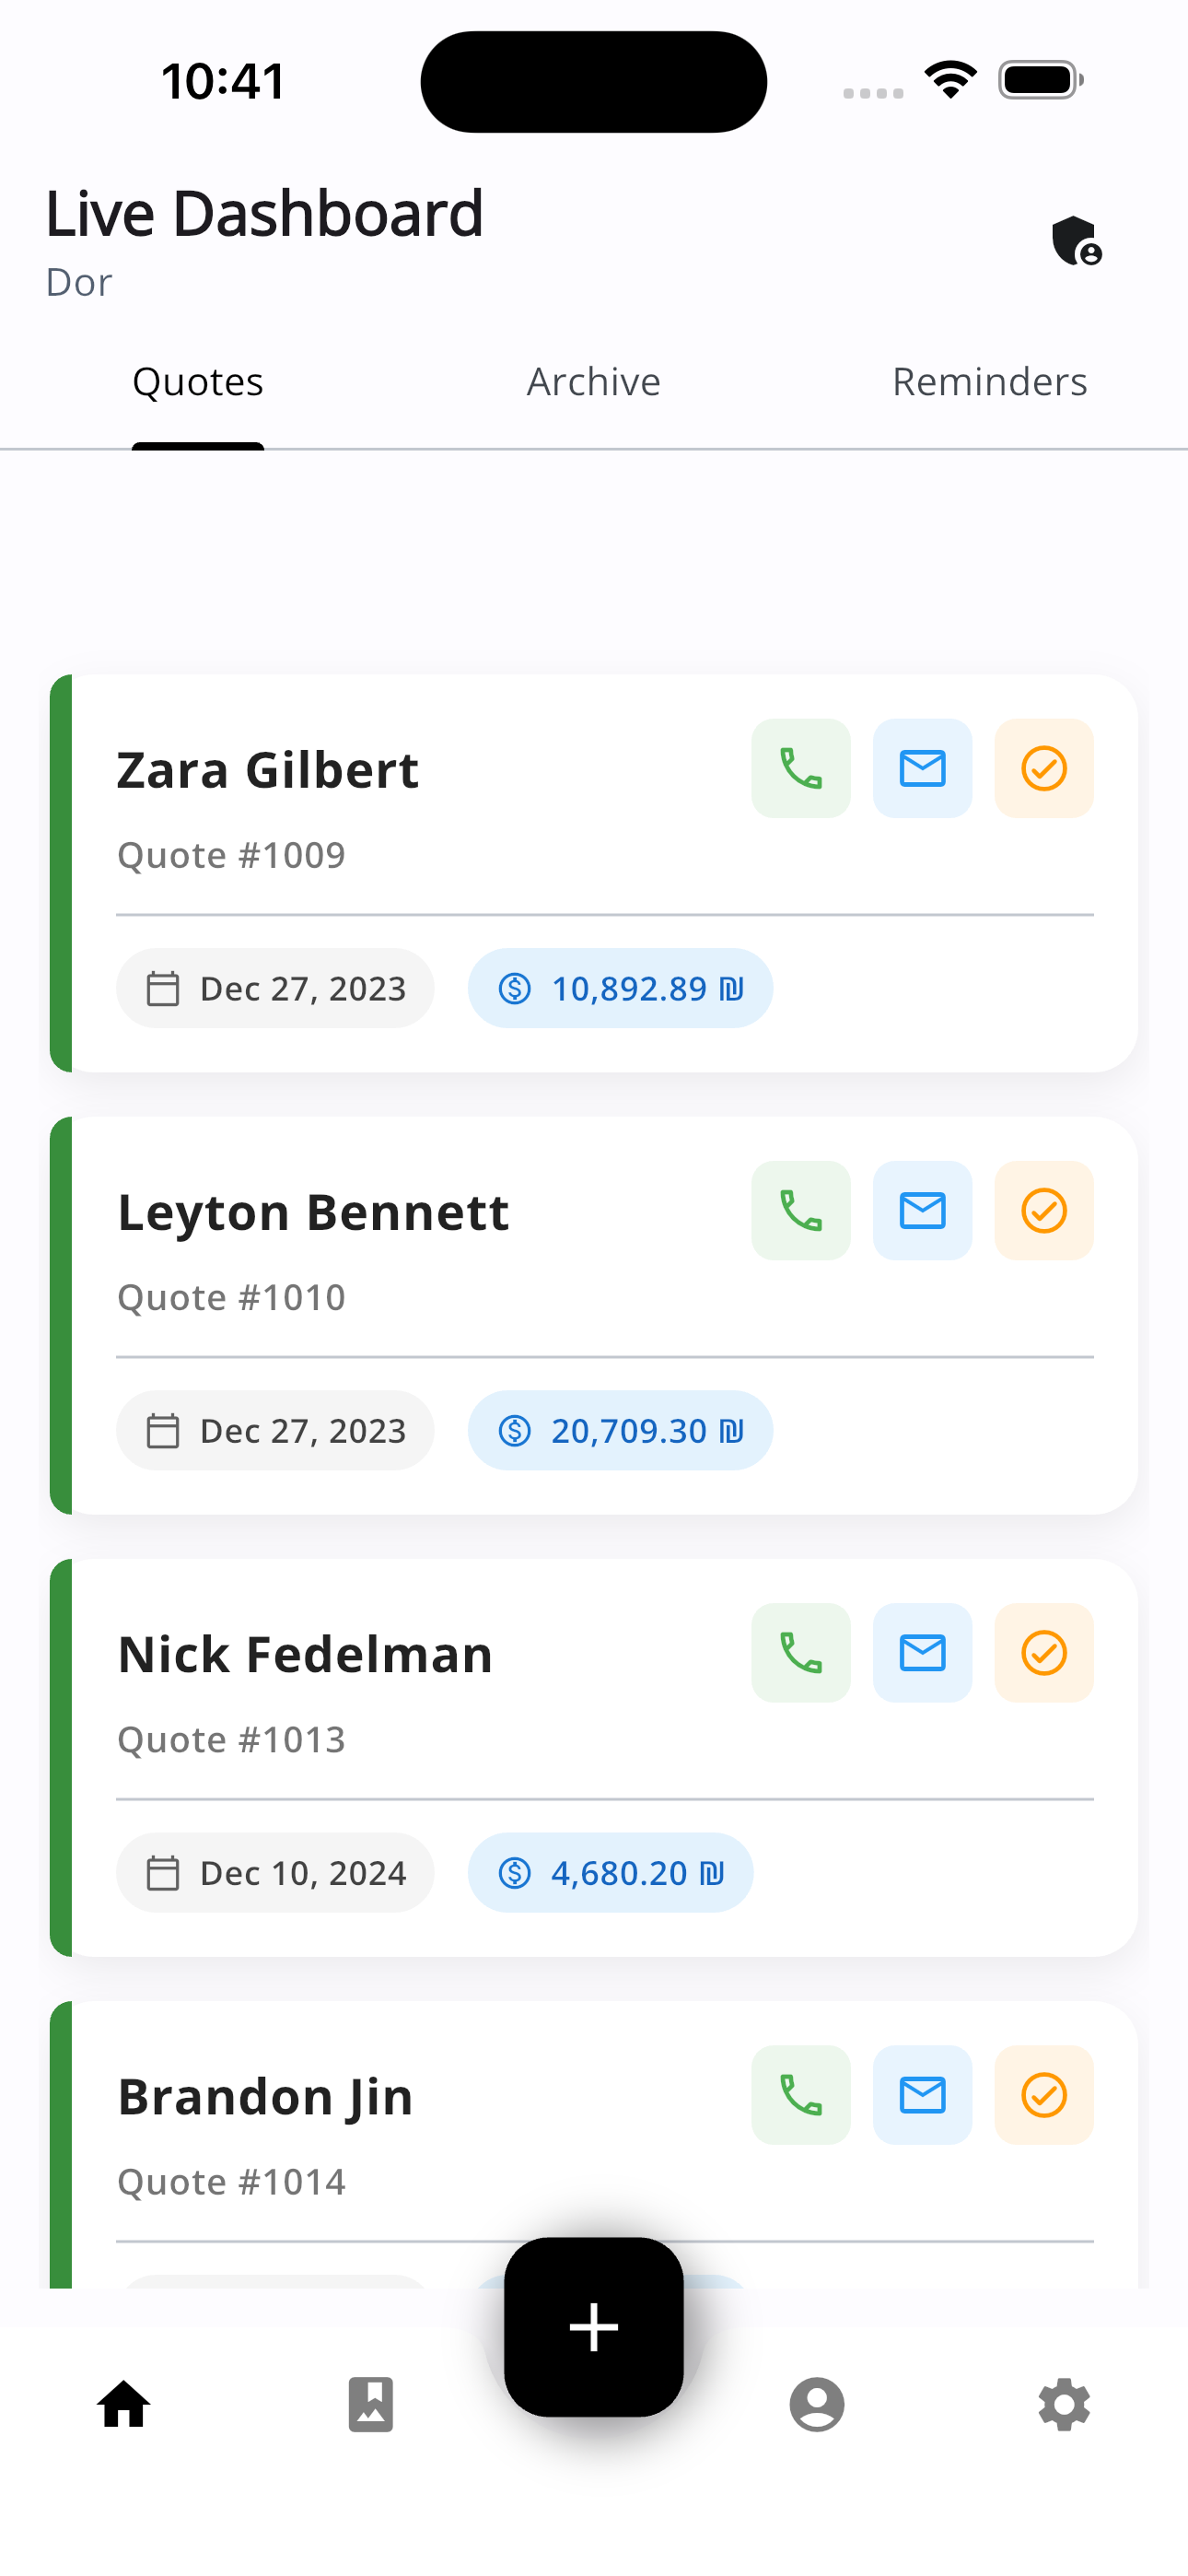 10:41
Live Dashboard
Dor
Quotes Archive Reminders
Zara Gilbert
Quote #1009
Dec 27, 2023 10,892.89 ₪
Leyton Bennett
Quote #1010
Dec 27, 2023 20,709.30 ₪
Nick Fedelman
Quote #1013
Dec 10, 2024 4,680.20 ₪
Brandon Jin
Quote #1014